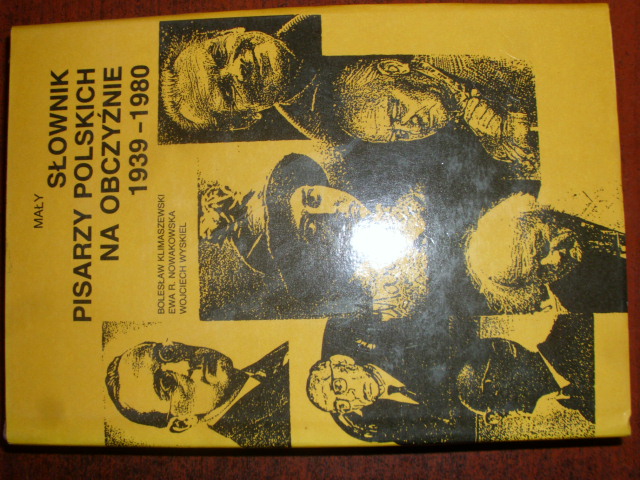 MAŁY
SŁOWNIK
PISARZY POLSKICH
NA OBCZYŹNIE
1939-1980
BOLESŁAW KLIMASZEWSKI
EWA R. NOWAKOWSKA
WOJCIECH WYSKIEL